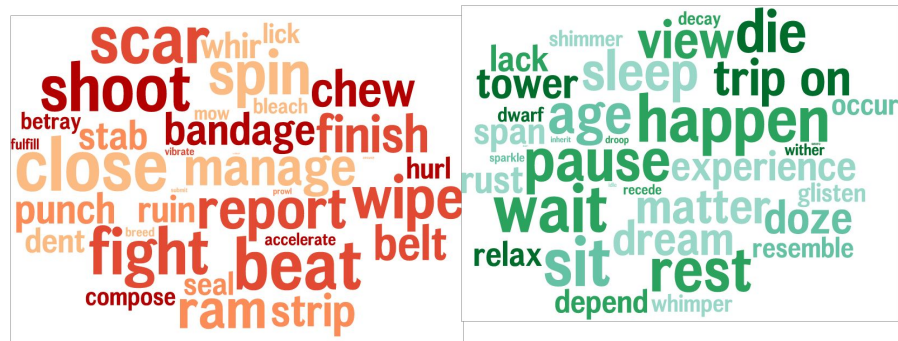 scar
whir
lick
shoot
spin
chew
mow
bleach
betray
stab
bandage
finish
fulfill
vibrate
close
manage
hurl
submit
prowl
wipe
punch
ruin
report
dent
breed
fight
accelerate
beat
belt
compose
seal
ram
strip
decay
shimmer
view
die
lack
tower
sleep
trip on
occur
dwarf
age
happen
span
inherit
droop
wither
sparkle
pause
experience
rust
recede
glisten
wait
matter
doze
relax
sit
dream
resemble
rest
depend
whimper